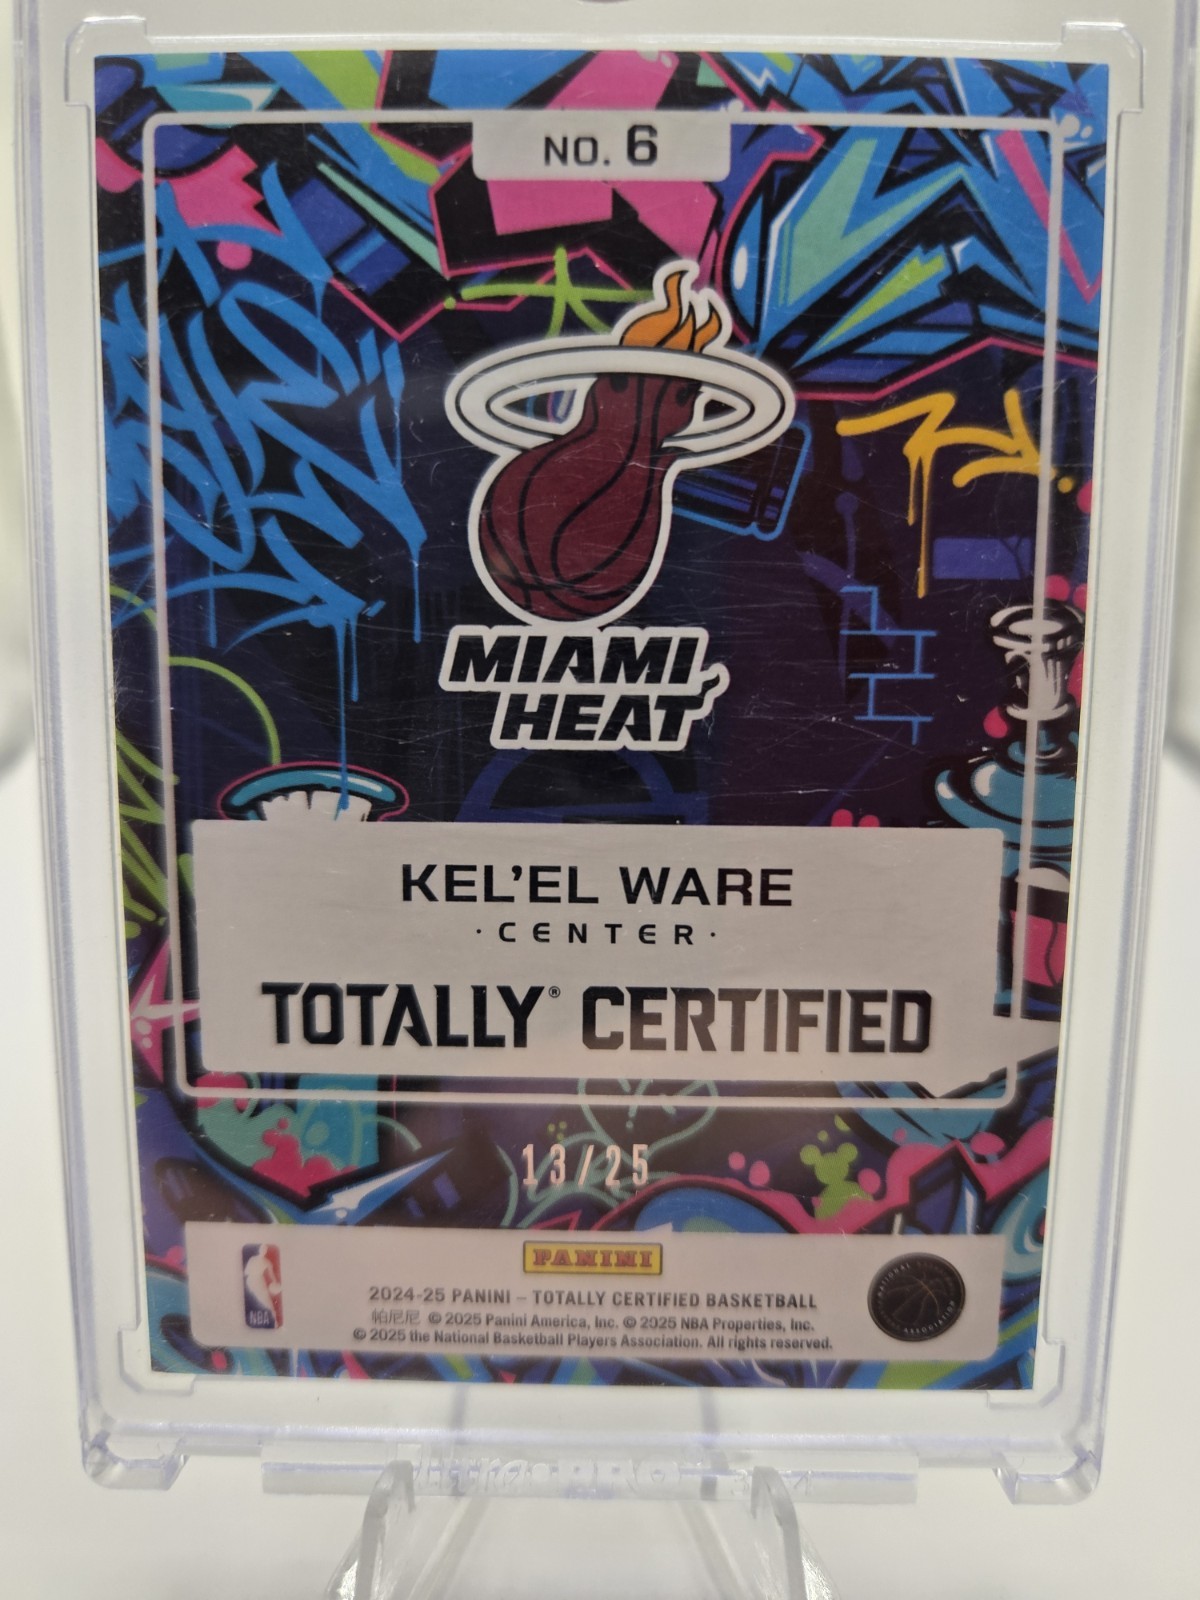 NO. 6
MIAMI
HEAT
KEL'EL WARE
·CENTER·
TOTALLY® CERTIFIED
13/25
PANINI
NBA
2024-25 PANINI – TOTALLY CERTIFIED BASKETBALL
帕尼尼 © 2025 Panini America, Inc. © 2025 NBA Properties, Inc.
© 2025 the National Basketball Players Association. All rights reserved.